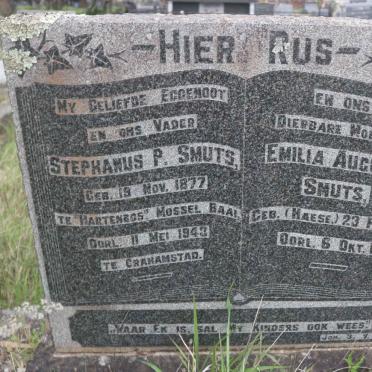 HIER RUS
MY GELIEFDE EGGENOOT
EN ONS VADER
STEPHANUS P. SMUTS,
GEB. 19 NOV. 1877
TE "HARTENBOS" MOSSEL BAAI
OORL. 11 MEI 1943
TE GRAHAMSTAD.
EN ONS
DIERBARE
EMILIA
SMUTS,
GEB. (HAESE) 23
OORL. 6 OKT.
"WAAR EK IS, SAL MY KINDERS OOK WEES
JOH.